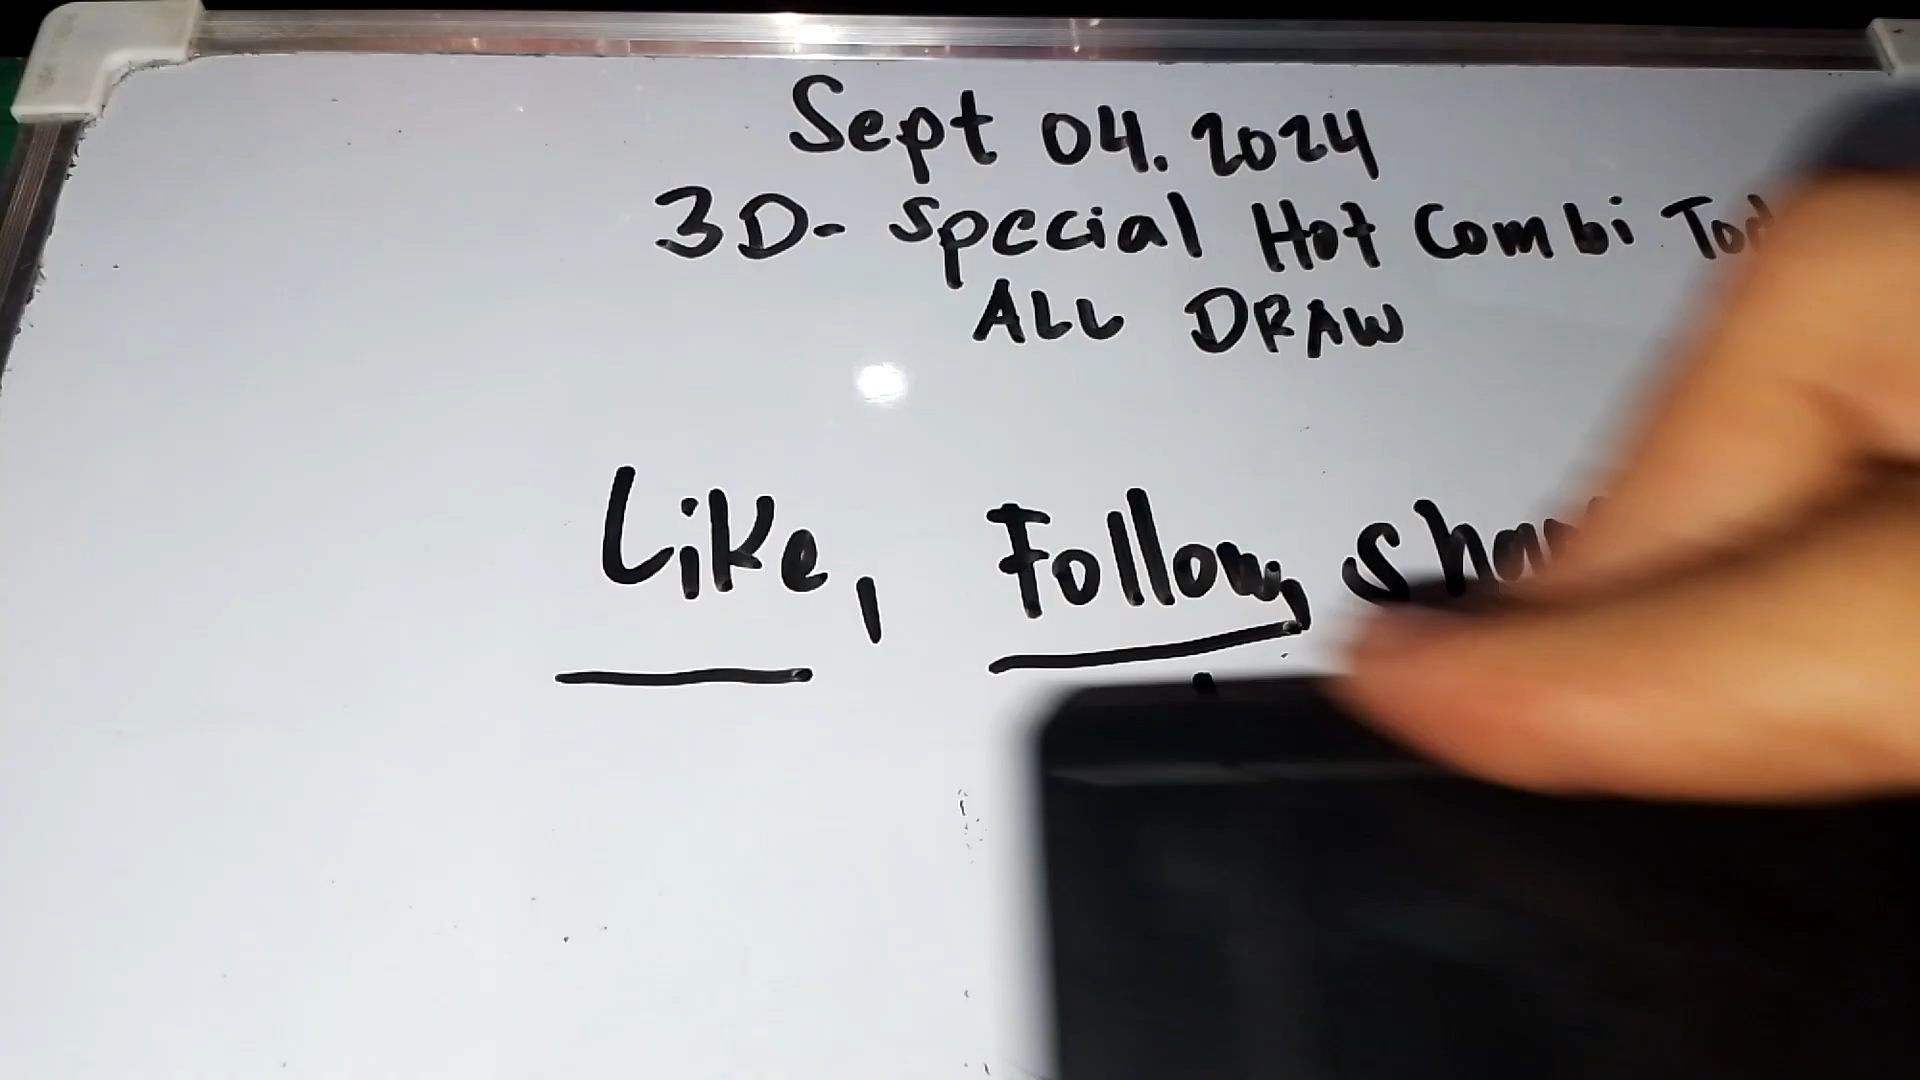 Sept 04. 2024
3D- Special Hot Combi
ALL DRAW
Like, Follow,